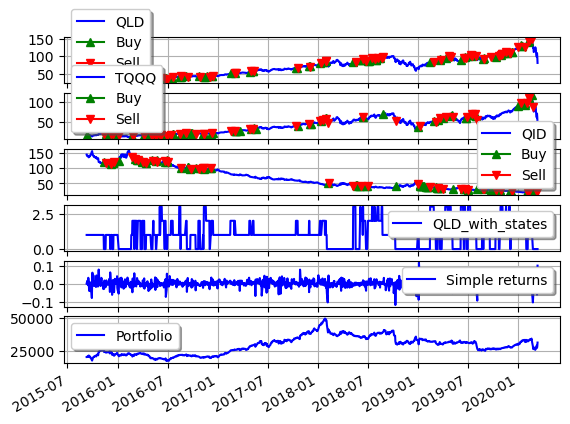 QLD
Buy
Sell
150
100
50
TQQQ
Buy
Sell
100
50
QID
Buy
Sell
150
100
50
QLD_with_states
2.5
0.0
Simple returns
0.1
0.0
−0.1
Portfolio
50000
25000
2015-07 2016-01 2016-07 2017-01 2017-07 2018-01 2018-07 2019-01 2019-07 2020-01